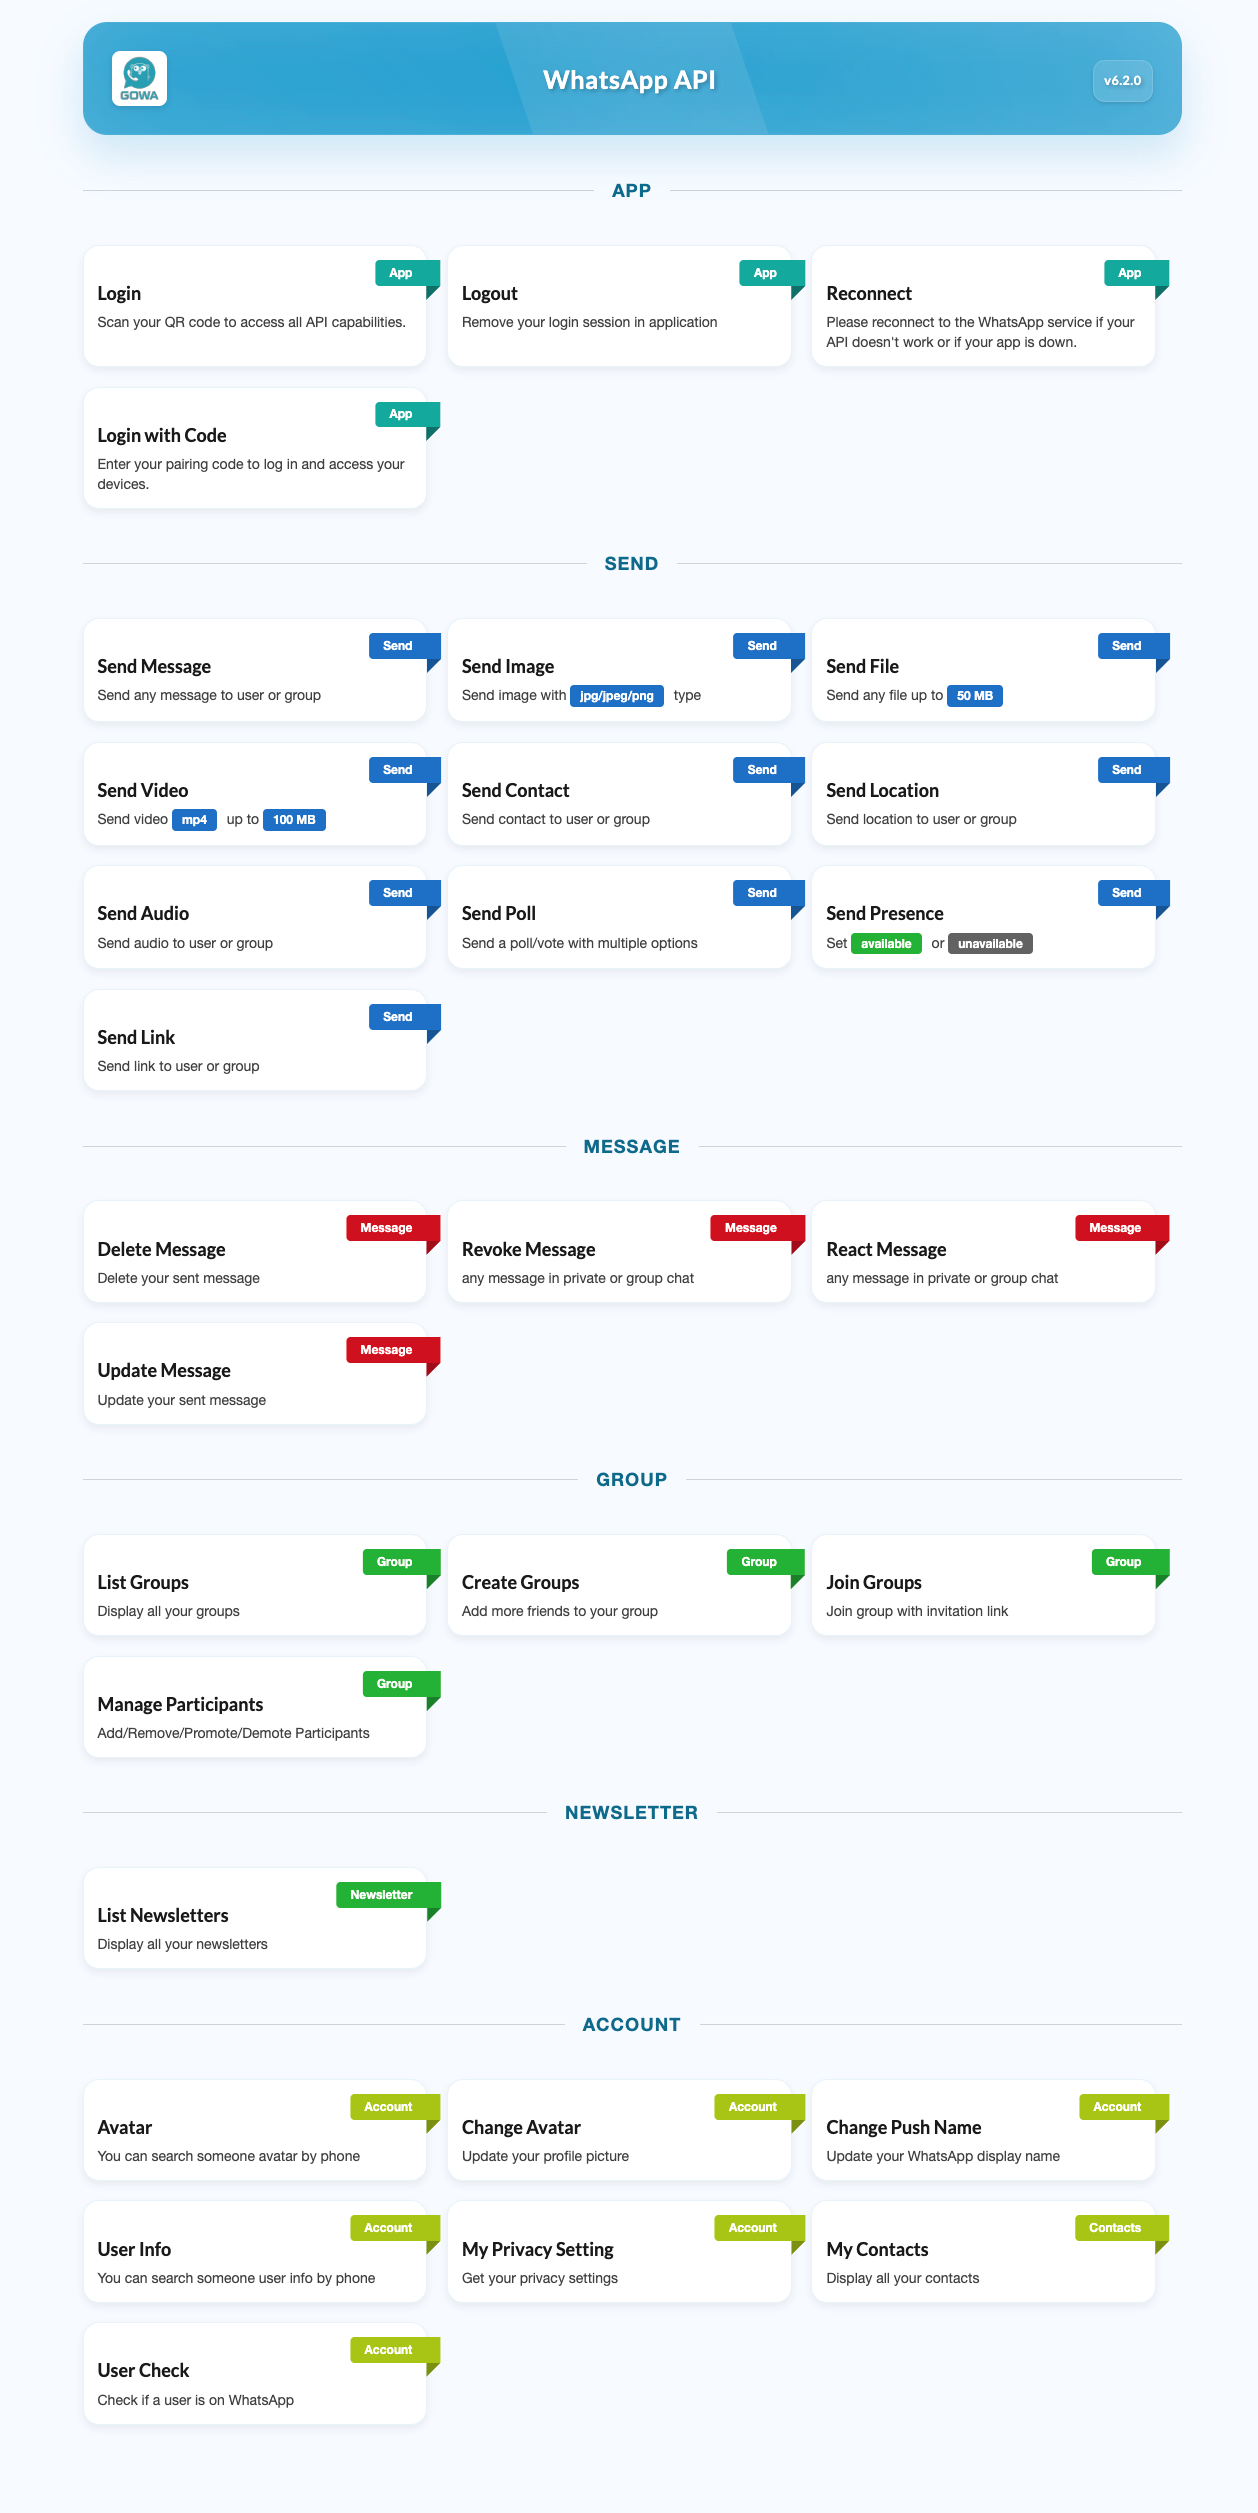 GOWA
WhatsApp API
v6.2.0
APP
App
Login
Scan your QR code to access all API capabilities.
App
Logout
Remove your login session in application
App
Reconnect
Please reconnect to the WhatsApp service if your
API doesn't work or if your app is down.
App
Login with Code
Enter your pairing code to log in and access your
devices.
SEND
Send
Send Message
Send any message to user or group
Send
Send Image
Send image with jpg/jpeg/png type
Send
Send File
Send any file up to 50 MB
Send
Send Video
Send video mp4 up to 100 MB
Send
Send Contact
Send contact to user or group
Send
Send Location
Send location to user or group
Send
Send Audio
Send audio to user or group
Send
Send Poll
Send a poll/vote with multiple options
Send
Send Presence
Set available or unavailable
Send
Send Link
Send link to user or group
MESSAGE
Message
Delete Message
Delete your sent message
Message
Revoke Message
any message in private or group chat
Message
React Message
any message in private or group chat
Message
Update Message
Update your sent message
GROUP
Group
List Groups
Display all your groups
Group
Create Groups
Add more friends to your group
Group
Join Groups
Join group with invitation link
Group
Manage Participants
Add/Remove/Promote/Demote Participants
NEWSLETTER
Newsletter
List Newsletters
Display all your newsletters
ACCOUNT
Account
Avatar
You can search someone avatar by phone
Account
Change Avatar
Update your profile picture
Account
Change Push Name
Update your WhatsApp display name
Account
User Info
You can search someone user info by phone
Account
My Privacy Setting
Get your privacy settings
Contacts
My Contacts
Display all your contacts
Account
User Check
Check if a user is on WhatsApp